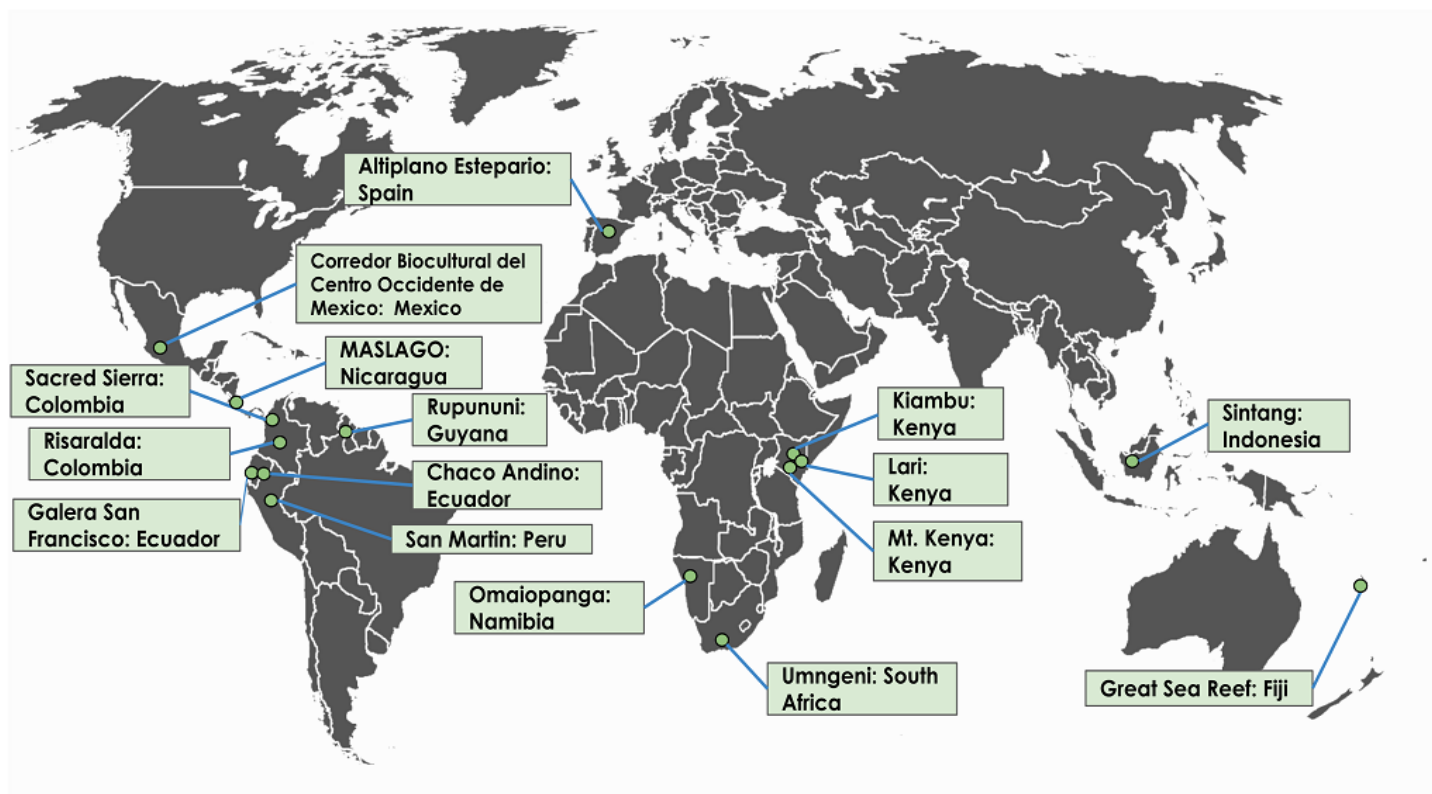 Altiplano Estepario:
Spain
Corredor Biocultural del
Centro Occidente de
Mexico: Mexico
MASLAGO:
Nicaragua
Sacred Sierra:
Colombia
Rupununi:
Guyana
Risaralda:
Colombia
Chaco Andino:
Ecuador
Galera San
Francisco: Ecuador
San Martin: Peru
Kiambu:
Kenya
Lari:
Kenya
Mt. Kenya:
Kenya
Sintang:
Indonesia
Omaiopanga:
Namibia
Umngeni: South
Africa
Great Sea Reef: Fiji